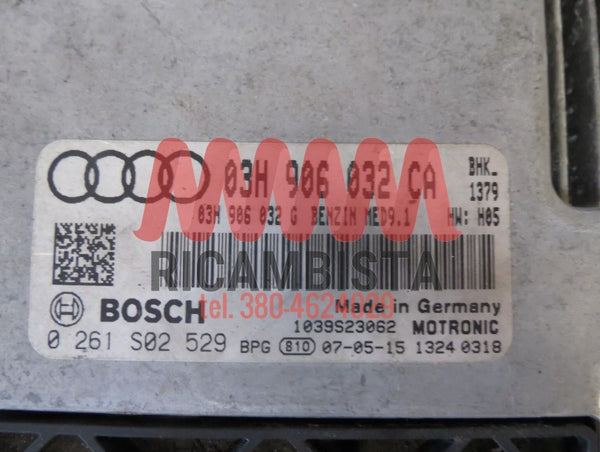 03H 906 032 CA
BHK_
1379
03H 906 032 G BENZIN MED9.1
HW: H05
RICAMBISTA
tel. 380-4624029
BOSCH
Made in Germany
1039S23062 MOTRONIC
0 261 S02 529 BPG 810 07-05-15 1324 0318